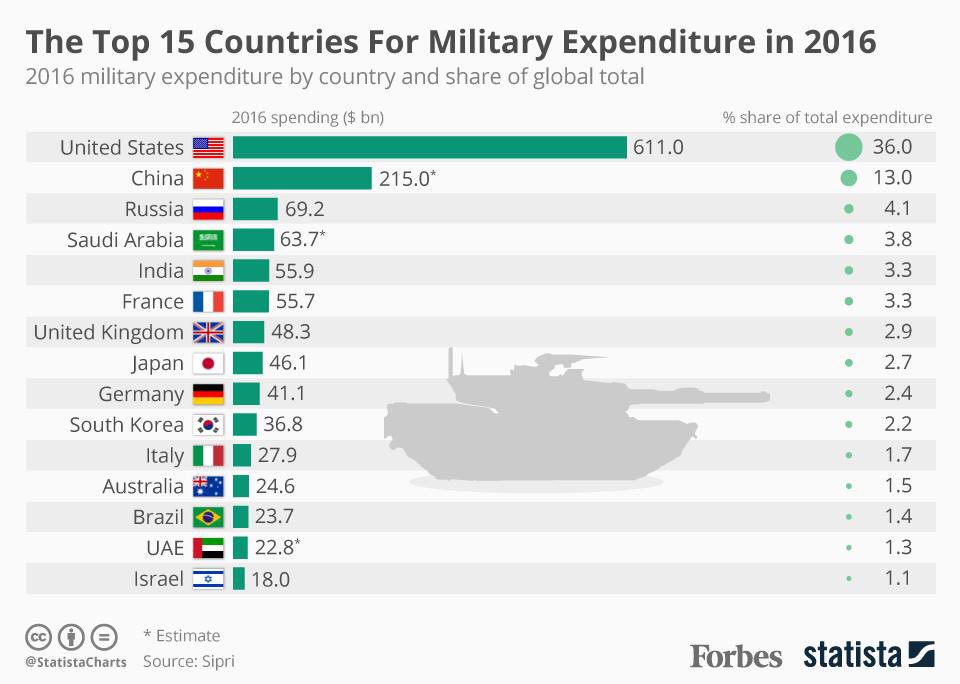 The Top 15 Countries For Military Expenditure in 2016
2016 military expenditure by country and share of global total
2016 spending ($ bn) % share of total expenditure
United States 611.0 36.0
China 215.0* 13.0
Russia 69.2 4.1
Saudi Arabia 63.7* 3.8
India 55.9 3.3
France 55.7 3.3
United Kingdom 48.3 2.9
Japan 46.1 2.7
Germany 41.1 2.4
South Korea 36.8 2.2
Italy 27.9 1.7
Australia 24.6 1.5
Brazil 23.7 1.4
UAE 22.8* 1.3
Israel 18.0 1.1
cc * Estimate
@StatistaCharts Source: Sipri
Forbes statista